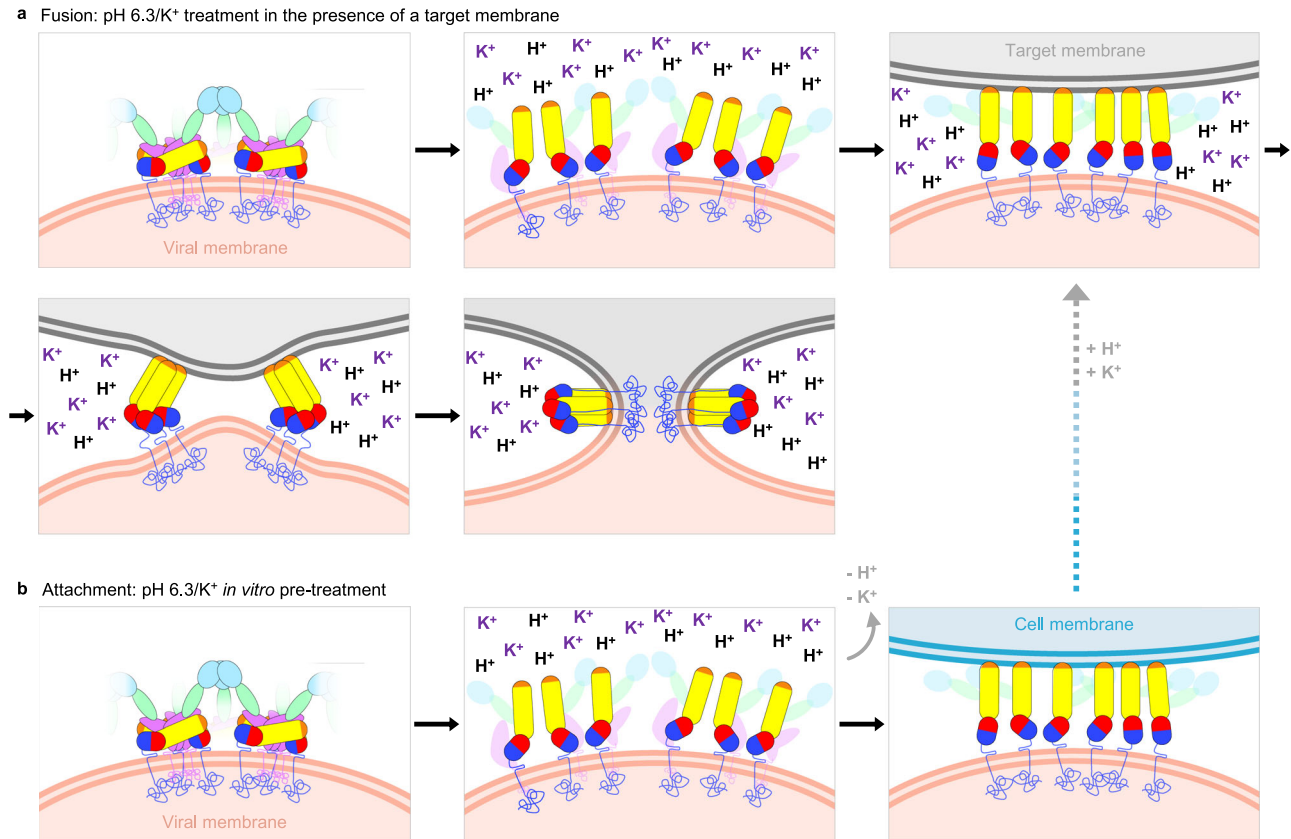 a Fusion: pH 6.3/K⁺ treatment in the presence of a target membrane
Viral membrane
K⁺ H⁺ K⁺ K⁺ K⁺ K⁺ K⁺ K⁺
K⁺ H⁺ H⁺ H⁺ H⁺
H⁺ H⁺ H⁺
Target membrane
K⁺ K⁺
H⁺ H⁺ H⁺ H⁺
K⁺ K⁺
K⁺ K⁺ K⁺
H⁺ H⁺ H⁺
K⁺ K⁺ K⁺ K⁺
H⁺ H⁺ H⁺ H⁺
K⁺ K⁺
K⁺ K⁺ H⁺ K⁺
H⁺ H⁺
K⁺ K⁺ K⁺ K⁺
H⁺ H⁺ H⁺ H⁺
K⁺ K⁺
K⁺ K⁺ H⁺ K⁺
H⁺ H⁺
H⁺
+ H⁺
+ K⁺
b Attachment: pH 6.3/K⁺ in vitro pre-treatment
- H⁺
- K⁺
Viral membrane
K⁺ H⁺ K⁺ K⁺ K⁺ K⁺ K⁺ K⁺
K⁺ H⁺ H⁺ H⁺ H⁺
H⁺ H⁺ H⁺
Cell membrane